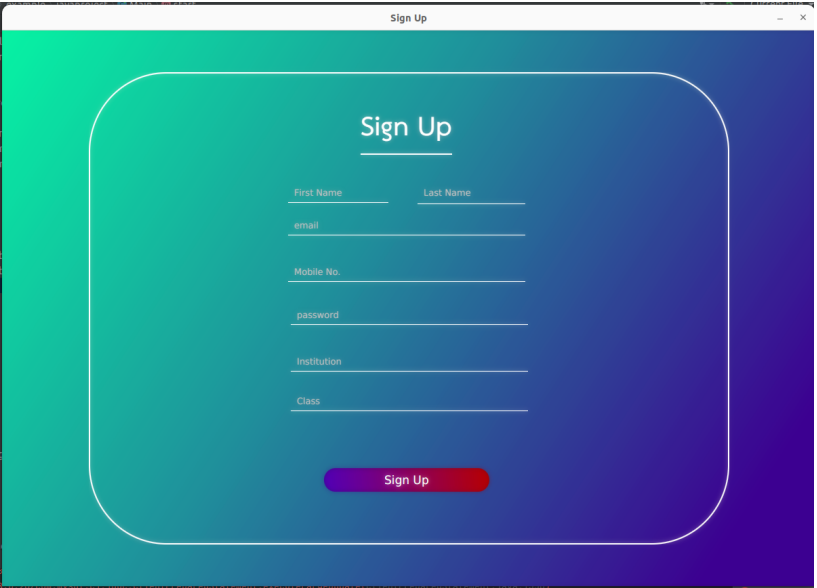 Sign Up
Sign Up
First Name Last Name
email
Mobile No.
password
Institution
Class
Sign Up